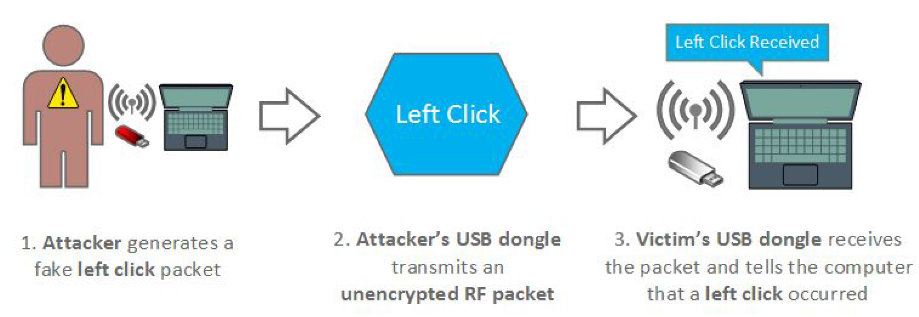 Left Click Received
Left Click
1. Attacker generates a
fake left click packet
2. Attacker's USB dongle
transmits an
unencrypted RF packet
3. Victim's USB dongle receives
the packet and tells the computer
that a left click occurred